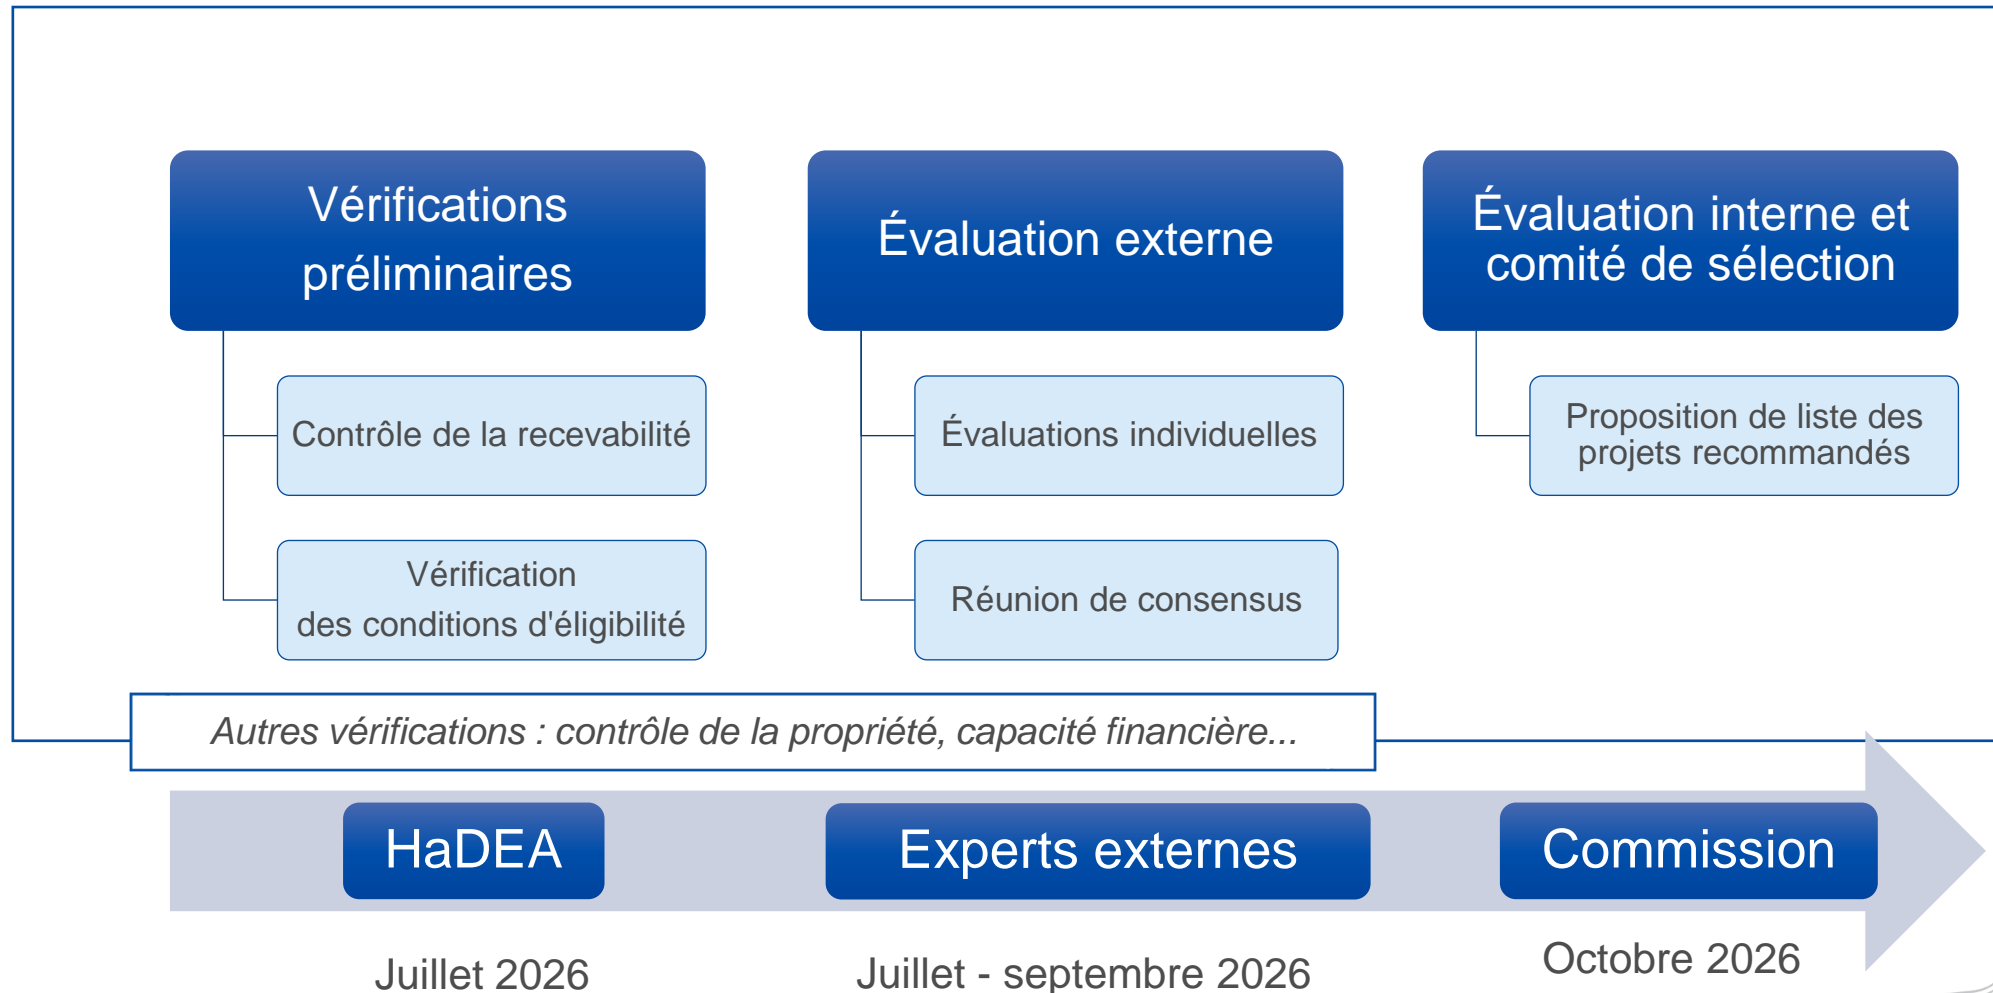 Vérifications
préliminaires
Contrôle de la recevabilité
Vérification
des conditions d'éligibilité
Évaluation externe
Évaluations individuelles
Réunion de consensus
Évaluation interne et
comité de sélection
Proposition de liste des
projets recommandés
Autres vérifications : contrôle de la propriété, capacité financière...
HaDEA
Experts externes
Commission
Juillet 2026
Juillet - septembre 2026
Octobre 2026